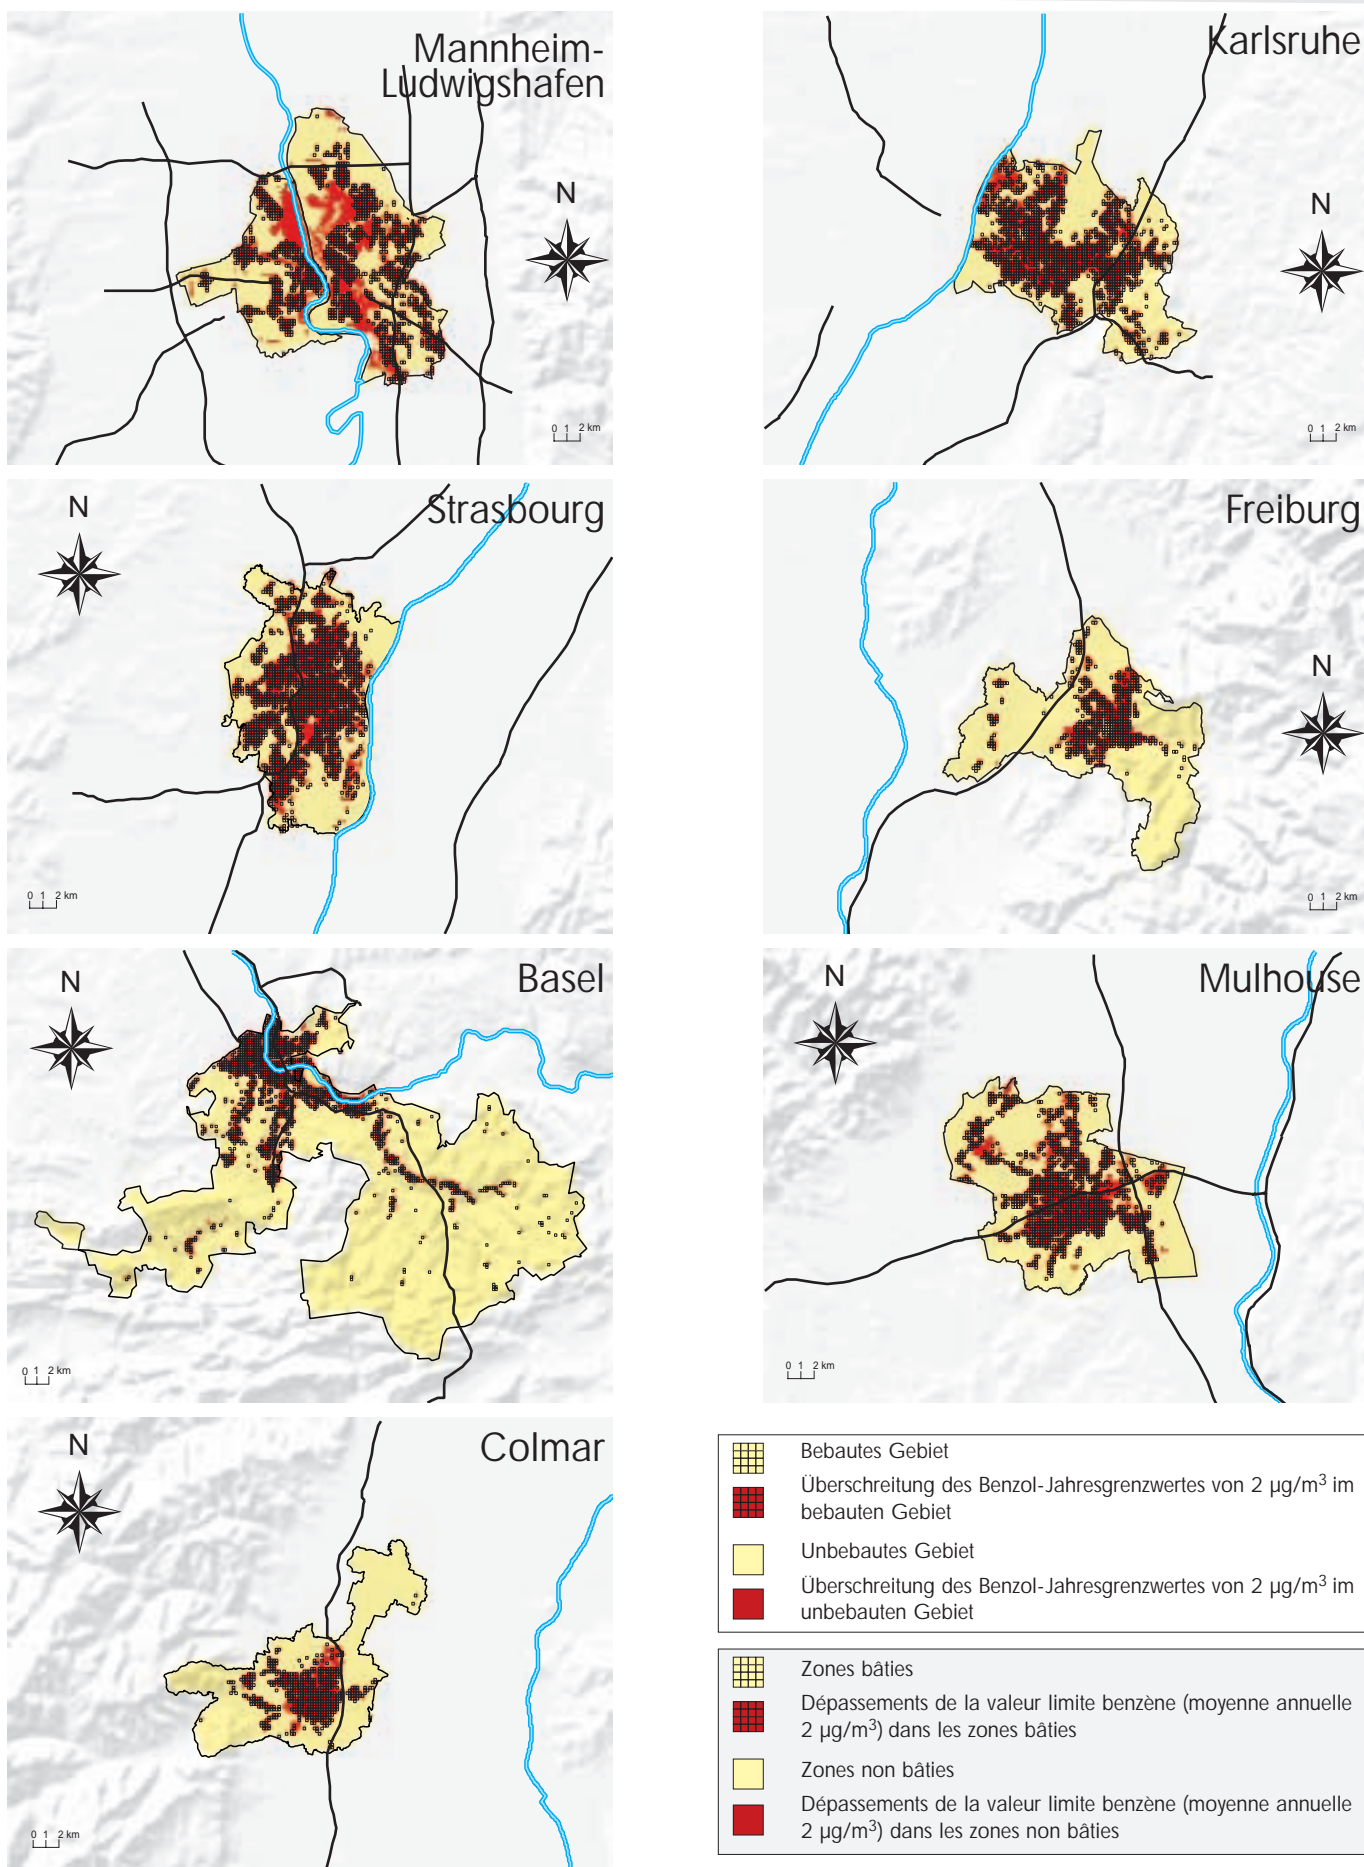 Mannheim-
Ludwigshafen
N
0 1 2 km
Karlsruhe
N
0 1 2 km
Strasbourg
N
0 1 2 km
Freiburg
N
0 1 2 km
Basel
N
0 1 2 km
Mulhouse
N
0 1 2 km
Colmar
N
0 1 2 km
Bebautes Gebiet
Überschreitung des Benzol-Jahresgrenzwertes von 2 µg/m³ im
bebauten Gebiet
Unbebautes Gebiet
Überschreitung des Benzol-Jahresgrenzwertes von 2 µg/m³ im
unbebauten Gebiet
Zones bâties
Dépassements de la valeur limite benzène (moyenne annuelle
2 µg/m³) dans les zones bâties
Zones non bâties
Dépassements de la valeur limite benzène (moyenne annuelle
2 µg/m³) dans les zones non bâties